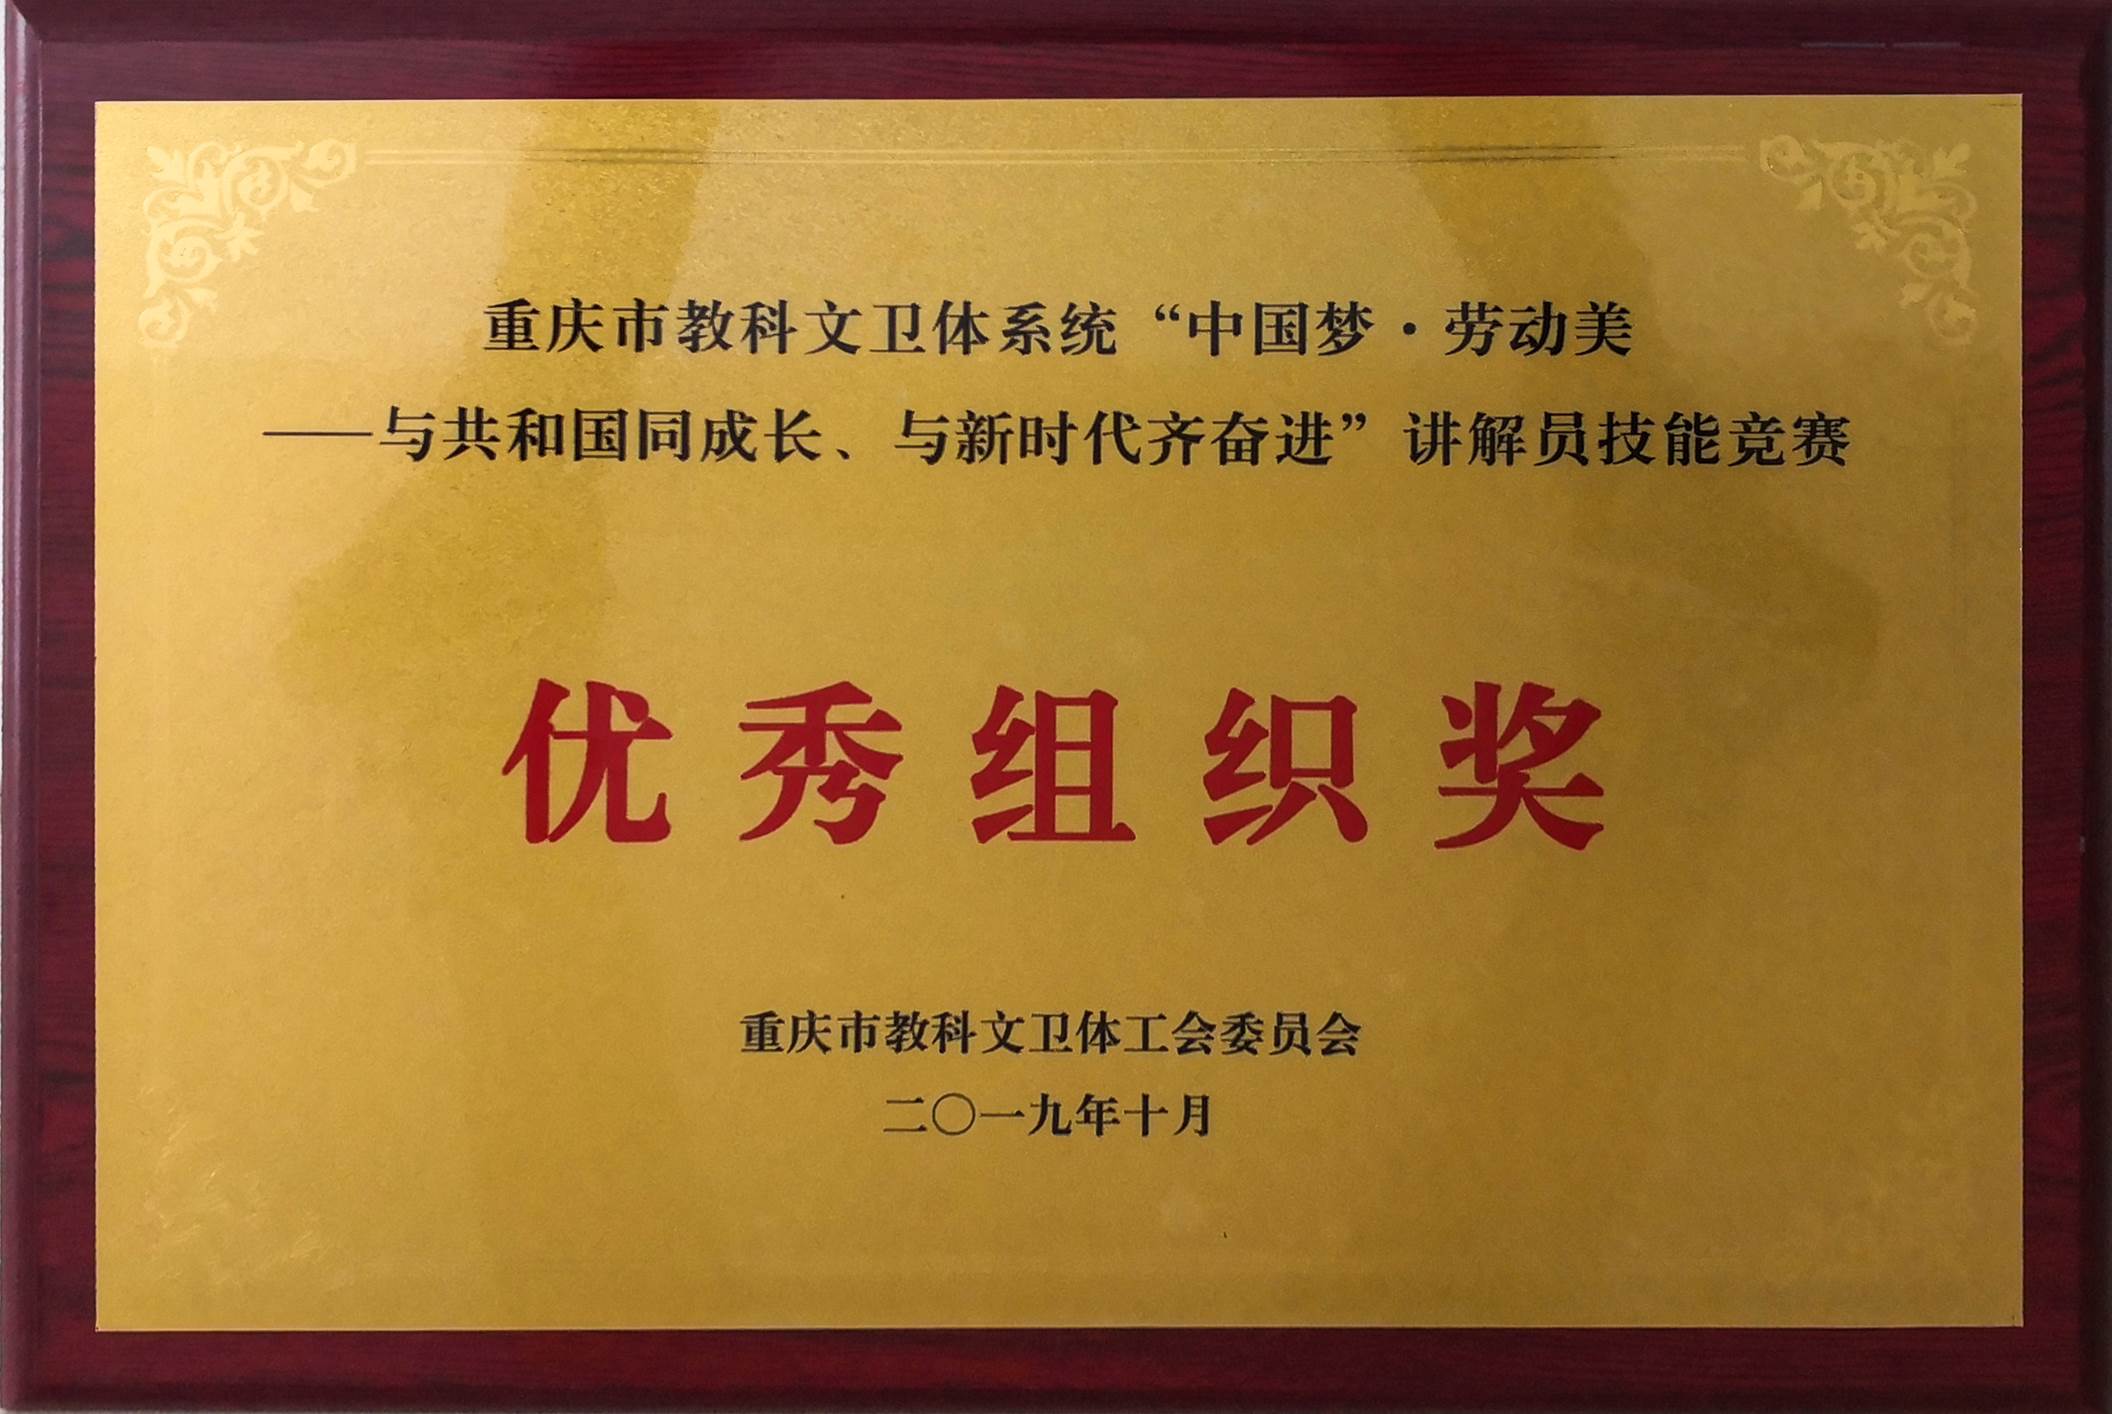 重庆市教科文卫体系统“中国梦·劳动美
——与共和国同成长、与新时代齐奋进”讲解员技能竞赛
优秀组织奖
重庆市教科文卫体工会委员会
二〇一九年十月